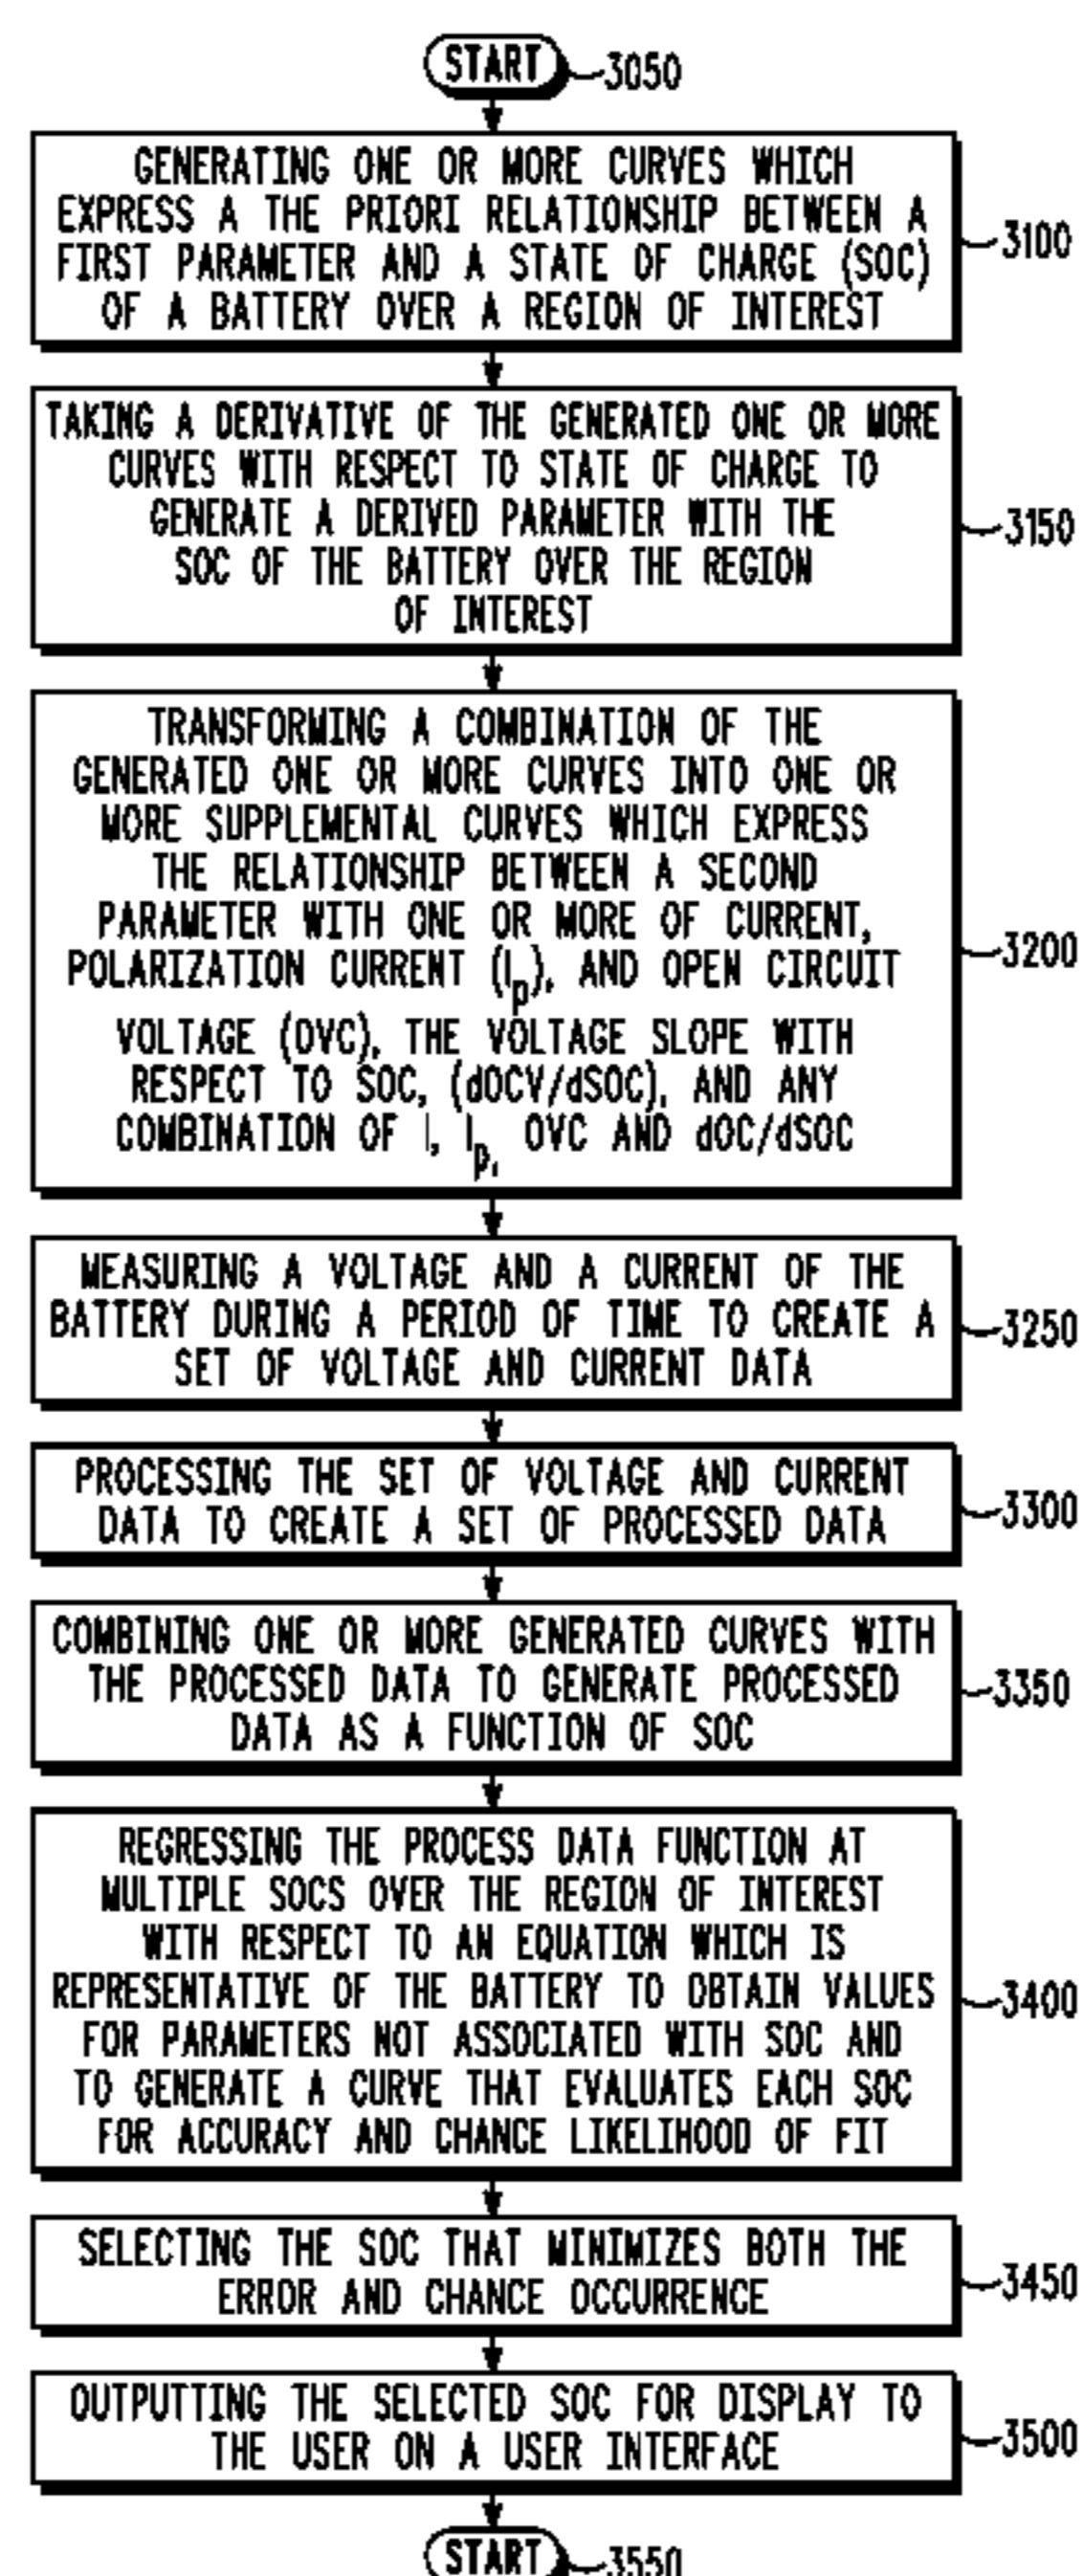 START 3050
GENERATING ONE OR MORE CURVES WHICH
EXPRESS A THE PRIORI RELATIONSHIP BETWEEN A
FIRST PARAMETER AND A STATE OF CHARGE (SOC)
OF A BATTERY OVER A REGION OF INTEREST
3100
TAKING A DERIVATIVE OF THE GENERATED ONE OR MORE
CURVES WITH RESPECT TO STATE OF CHARGE TO
GENERATE A DERIVED PARAMETER WITH THE
SOC OF THE BATTERY OVER THE REGION
OF INTEREST
3150
TRANSFORMING A COMBINATION OF THE
GENERATED ONE OR MORE CURVES INTO ONE OR
MORE SUPPLEMENTAL CURVES WHICH EXPRESS
THE RELATIONSHIP BETWEEN A SECOND
PARAMETER WITH ONE OR MORE OF CURRENT,
POLARIZATION CURRENT (Ip), AND OPEN CIRCUIT
VOLTAGE (OVC), THE VOLTAGE SLOPE WITH
RESPECT TO SOC, (dOCV/dSOC), AND ANY
COMBINATION OF I, Ip, OVC AND dOC/dSOC
3200
MEASURING A VOLTAGE AND A CURRENT OF THE
BATTERY DURING A PERIOD OF TIME TO CREATE A
SET OF VOLTAGE AND CURRENT DATA
3250
PROCESSING THE SET OF VOLTAGE AND CURRENT
DATA TO CREATE A SET OF PROCESSED DATA
3300
COMBINING ONE OR MORE GENERATED CURVES WITH
THE PROCESSED DATA TO GENERATE PROCESSED
DATA AS A FUNCTION OF SOC
3350
REGRESSING THE PROCESS DATA FUNCTION AT
MULTIPLE SOCS OVER THE REGION OF INTEREST
WITH RESPECT TO AN EQUATION WHICH IS
REPRESENTATIVE OF THE BATTERY TO OBTAIN VALUES
FOR PARAMETERS NOT ASSOCIATED WITH SOC AND
TO GENERATE A CURVE THAT EVALUATES EACH SOC
FOR ACCURACY AND CHANCE LIKELIHOOD OF FIT
3400
SELECTING THE SOC THAT MINIMIZES BOTH THE
ERROR AND CHANCE OCCURRENCE
3450
OUTPUTTING THE SELECTED SOC FOR DISPLAY TO
THE USER ON A USER INTERFACE
3500
START 3550